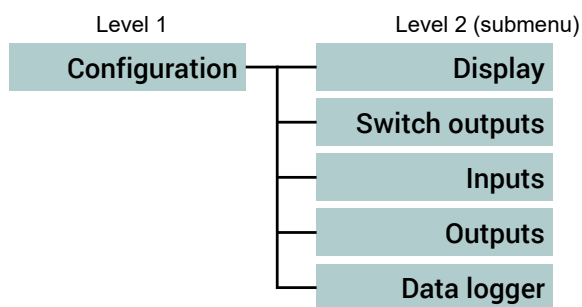 Level 1
Level 2 (submenu)
Configuration
Display
Switch outputs
Inputs
Outputs
Data logger